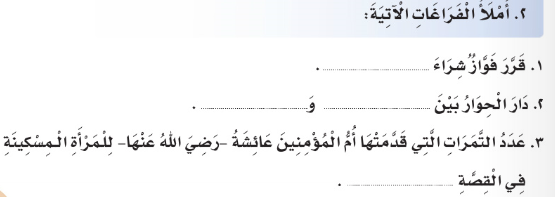 ٢. أَمْلَأُ الْفَرَاغَاتِ الْآتِيَةَ:
١. قَرَّرَ فَوَّازٌ شِرَاءَ ...................... .
٢. دَارَ الْحِوَارُ بَيْنَ ...................... وَ...................... .
٣. عَدَدُ التَّمَرَاتِ الَّتِي قَدَّمَتْهَا أُمُّ الْمُؤْمِنِينَ عَائِشَةُ -رَضِيَ اللهُ عَنْهَا- لِلْمَرْأَةِ الْمِسْكِينَةِ
فِي الْقِصَّةِ ...................... .